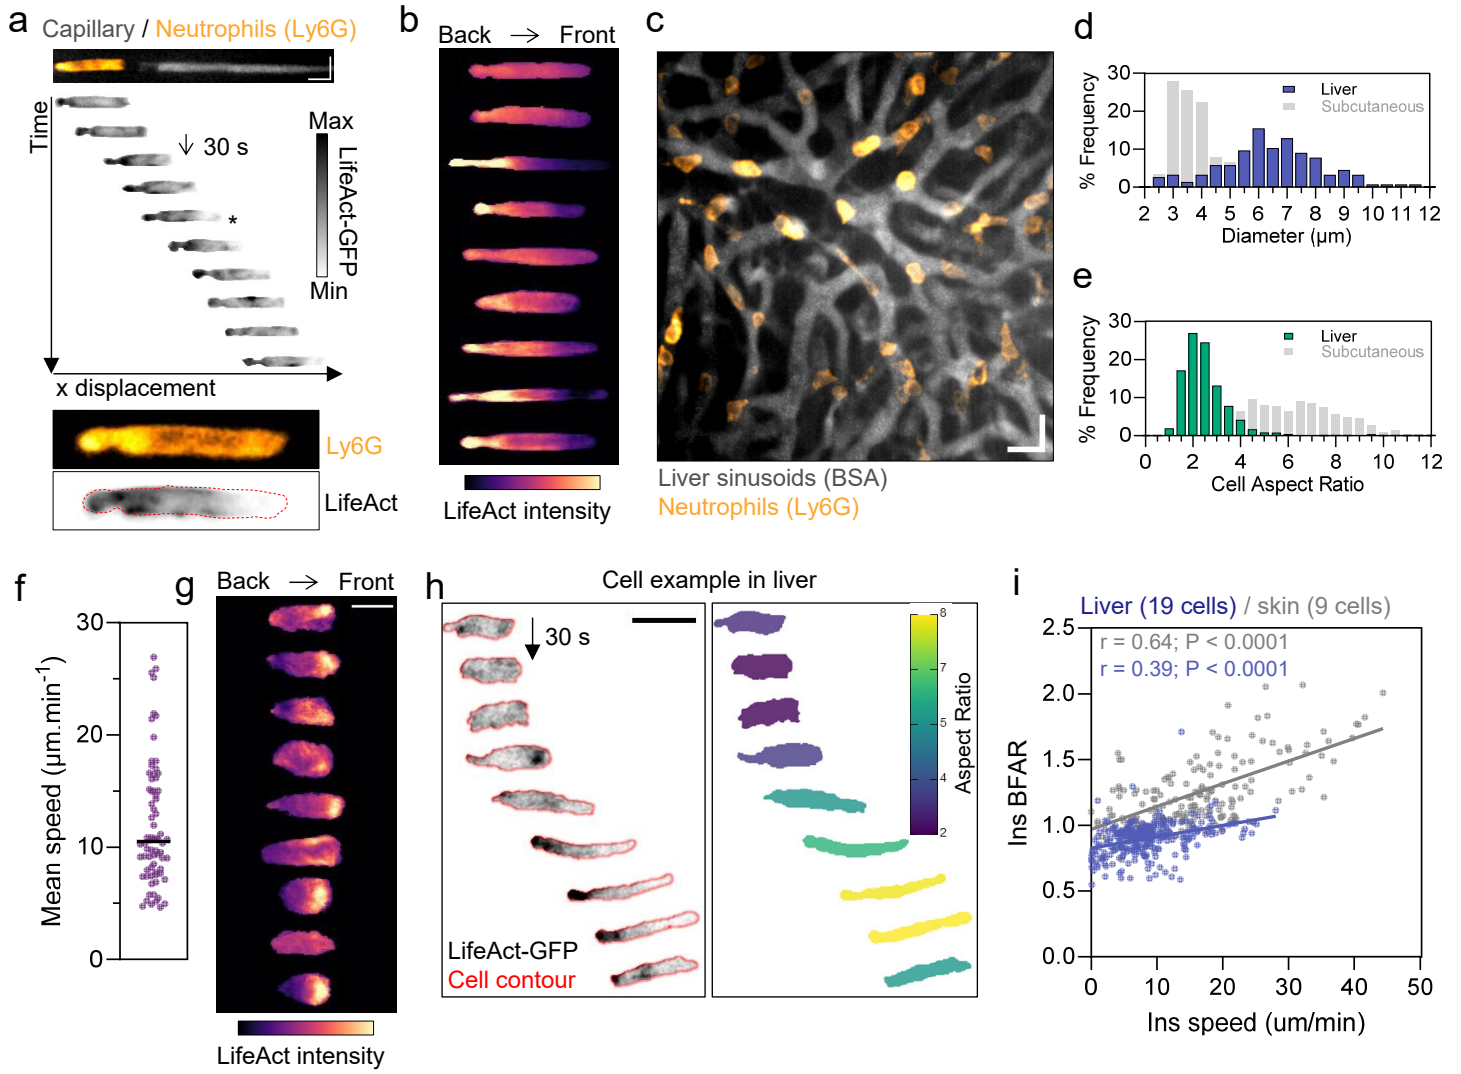 a
Capillary / Neutrophils (Ly6G)
Time
30 s
*
Max
LifeAct-GFP
Min
x displacement
Ly6G
LifeAct
b
Back → Front
LifeAct intensity
c
Liver sinusoids (BSA)
Neutrophils (Ly6G)
d
% Frequency
30
20
10
0
Liver
Subcutaneous
2 3 4 5 6 7 8 9 10 11 12
Diameter (µm)
e
% Frequency
30
20
10
0
Liver
Subcutaneous
0 2 4 6 8 10 12
Cell Aspect Ratio
f
Mean speed (µm.min-1)
30
20
10
0
g
Back → Front
LifeAct intensity
h
Cell example in liver
30 s
LifeAct-GFP
Cell contour
8
7
5
4
2
Aspect Ratio
i
Liver (19 cells) / skin (9 cells)
r = 0.64; P < 0.0001
r = 0.39; P < 0.0001
Ins BFAR
2.5
2.0
1.5
1.0
0.5
0.0
0 10 20 30 40 50
Ins speed (um/min)